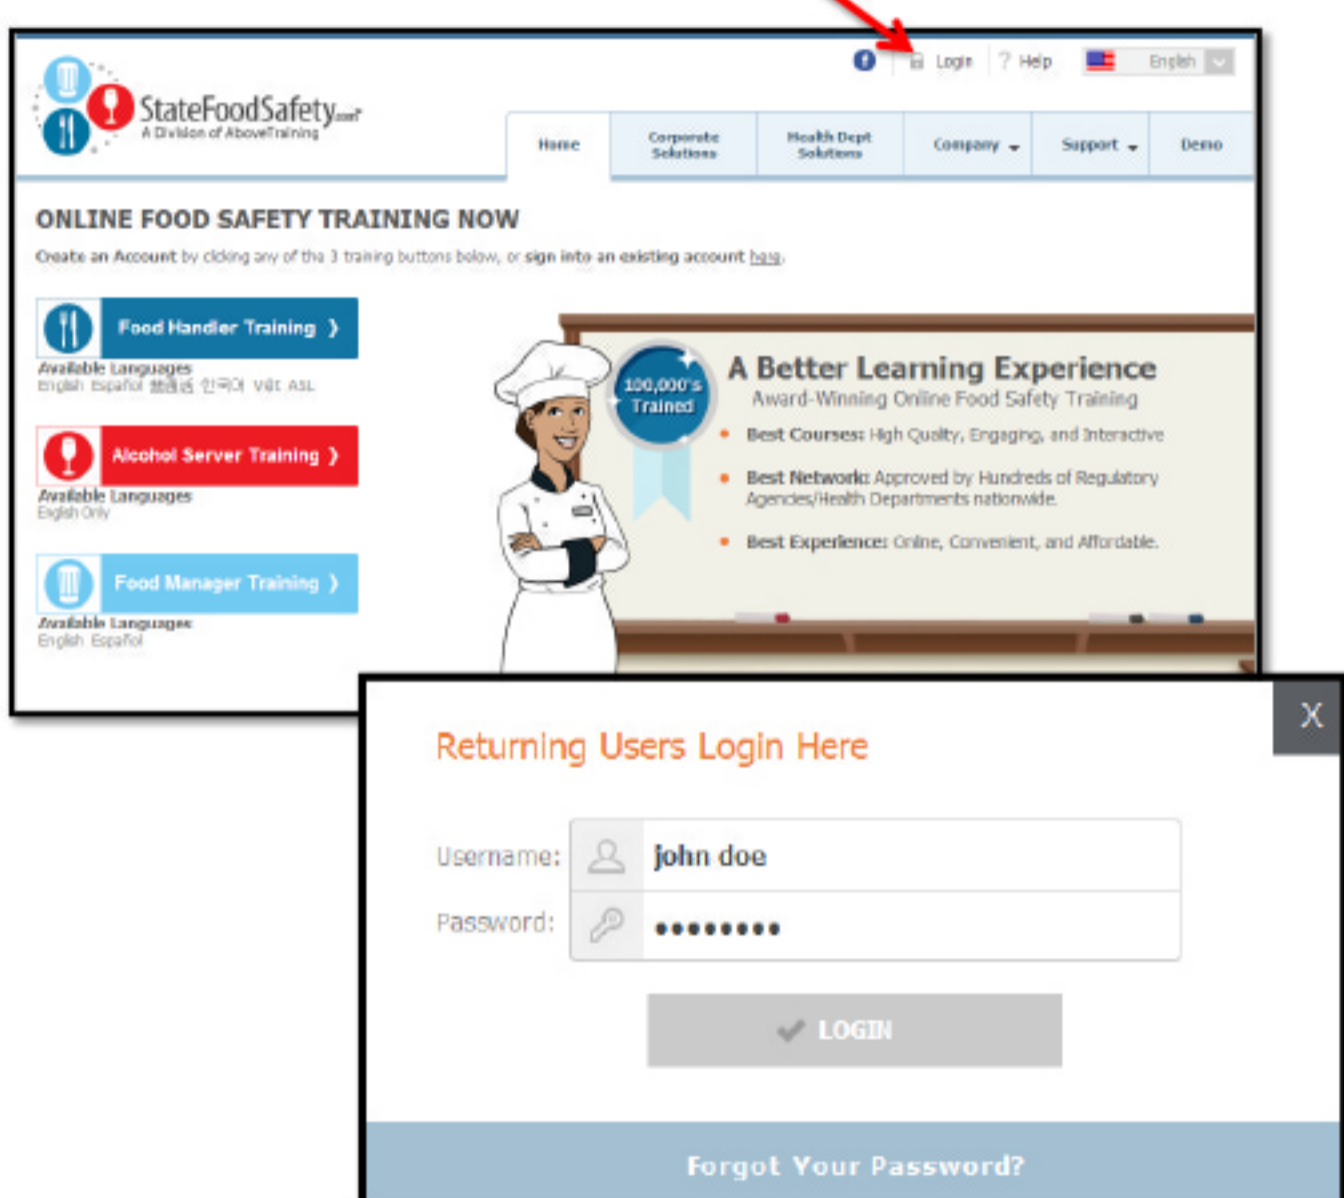 Login
? Help
English
StateFoodSafety.com
A Division of AboveTraining
Home
Corporate
Solutions
Health Dept
Solutions
Company
Support
Demo
ONLINE FOOD SAFETY TRAINING NOW
Create an Account by clicking any of the 3 training buttons below, or sign into an existing account here.
Food Handler Training ⟩
Available Languages
English Español 한국어 Việt ASL
Alcohol Server Training ⟩
Available Languages
English Only
Food Manager Training ⟩
Available Languages
English Español
100,000's
Trained
A Better Learning Experience
Award-Winning Online Food Safety Training
• Best Courses: High Quality, Engaging, and Interactive
• Best Network: Approved by Hundreds of Regulatory
Agencies/Health Departments nationwide.
• Best Experience: Online, Convenient, and Affordable.
X
Returning Users Login Here
Username: john doe
Password: ••••••••
LOGIN
Forgot Your Password?